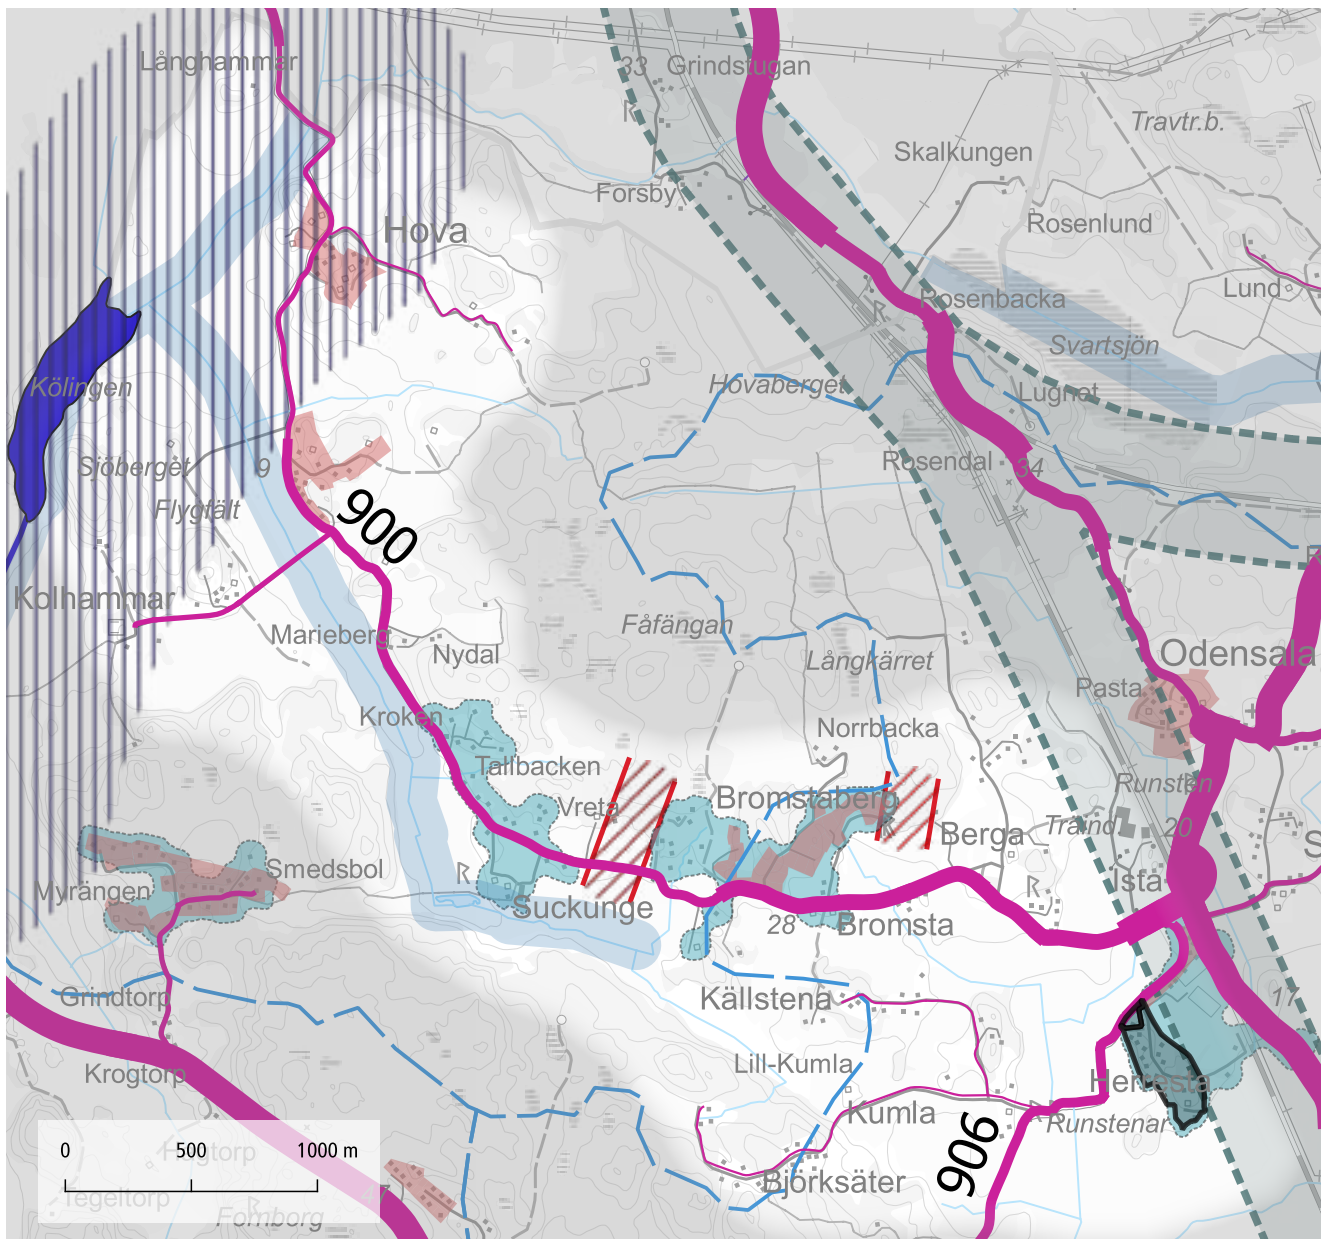 Långhammar
33
Grindstugan
Travtr.b.
Skalkungen
Forsby
Rosenlund
Hova
Lund
Rosenbacka
Svartsjön
Kölingen
Hovaberget
Lugnet
Sjöberget
9
Rosendal
34
Flygfält
900
Kolhammar
Marieberg
Nydal
Fåfängan
Långkärret
Odensala
Pasta
Kroken
Norrbacka
Tallbacken
Vreta
Bromstaberg
Runsten
Berga
20
Smedsbol
Myrängen
Ista
Suckunge
28
Bromsta
Grindtorp
Källstena
17
Krogtorp
Lill-Kumla
Herresta
Kumla
Runstenar
906
0 500 1000 m
Högtorp
Björksäter
Tegeltorp
47
Fornborg